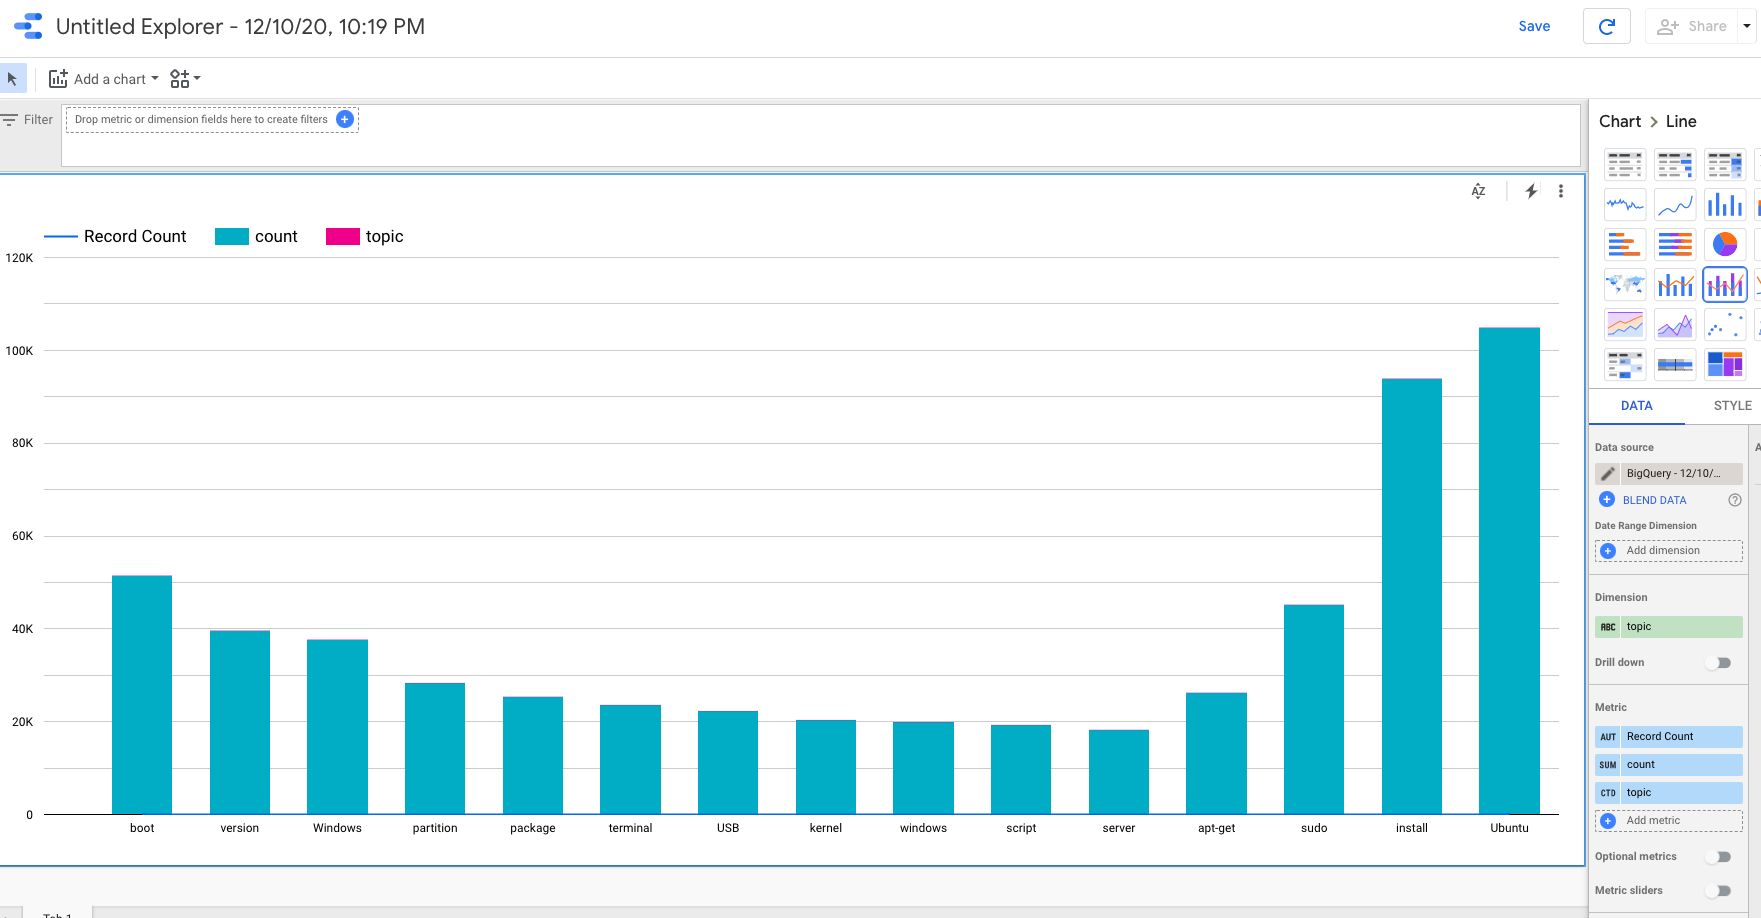 Untitled Explorer - 12/10/20, 10:19 PM
Save
Share
Add a chart
Filter
Drop metric or dimension fields here to create filters
Chart > Line
AZ
Record Count count topic
120K
100K
80K
60K
40K
20K
0
boot version Windows partition package terminal USB kernel windows script server apt-get sudo install Ubuntu
DATA STYLE
Data source
BigQuery - 12/10/...
BLEND DATA
Date Range Dimension
Add dimension
Dimension
ABC topic
Drill down
Metric
AUT Record Count
SUM count
CTD topic
Add metric
Optional metrics
Metric sliders